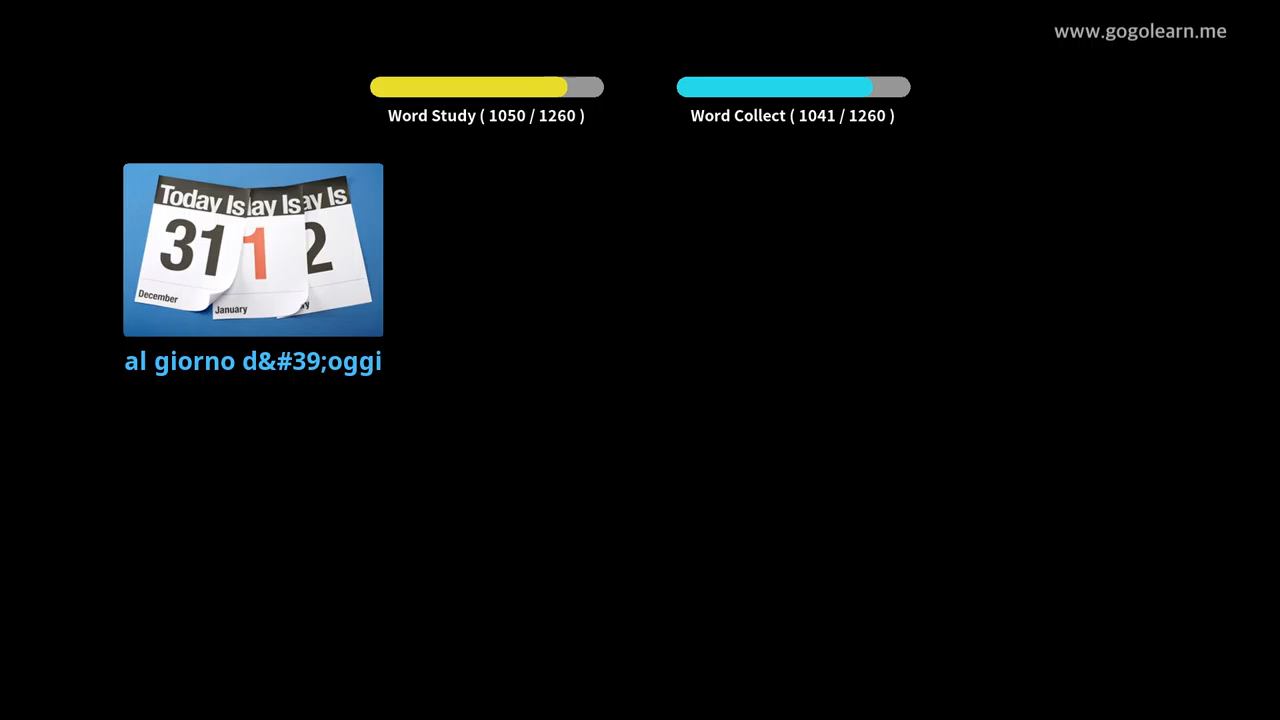 www.gogolearn.me
Word Study ( 1050 / 1260 )
Word Collect ( 1041 / 1260 )
Today Is
ay Is
ay Is
31
1
2
December
January
ry
al giorno d&#39;oggi